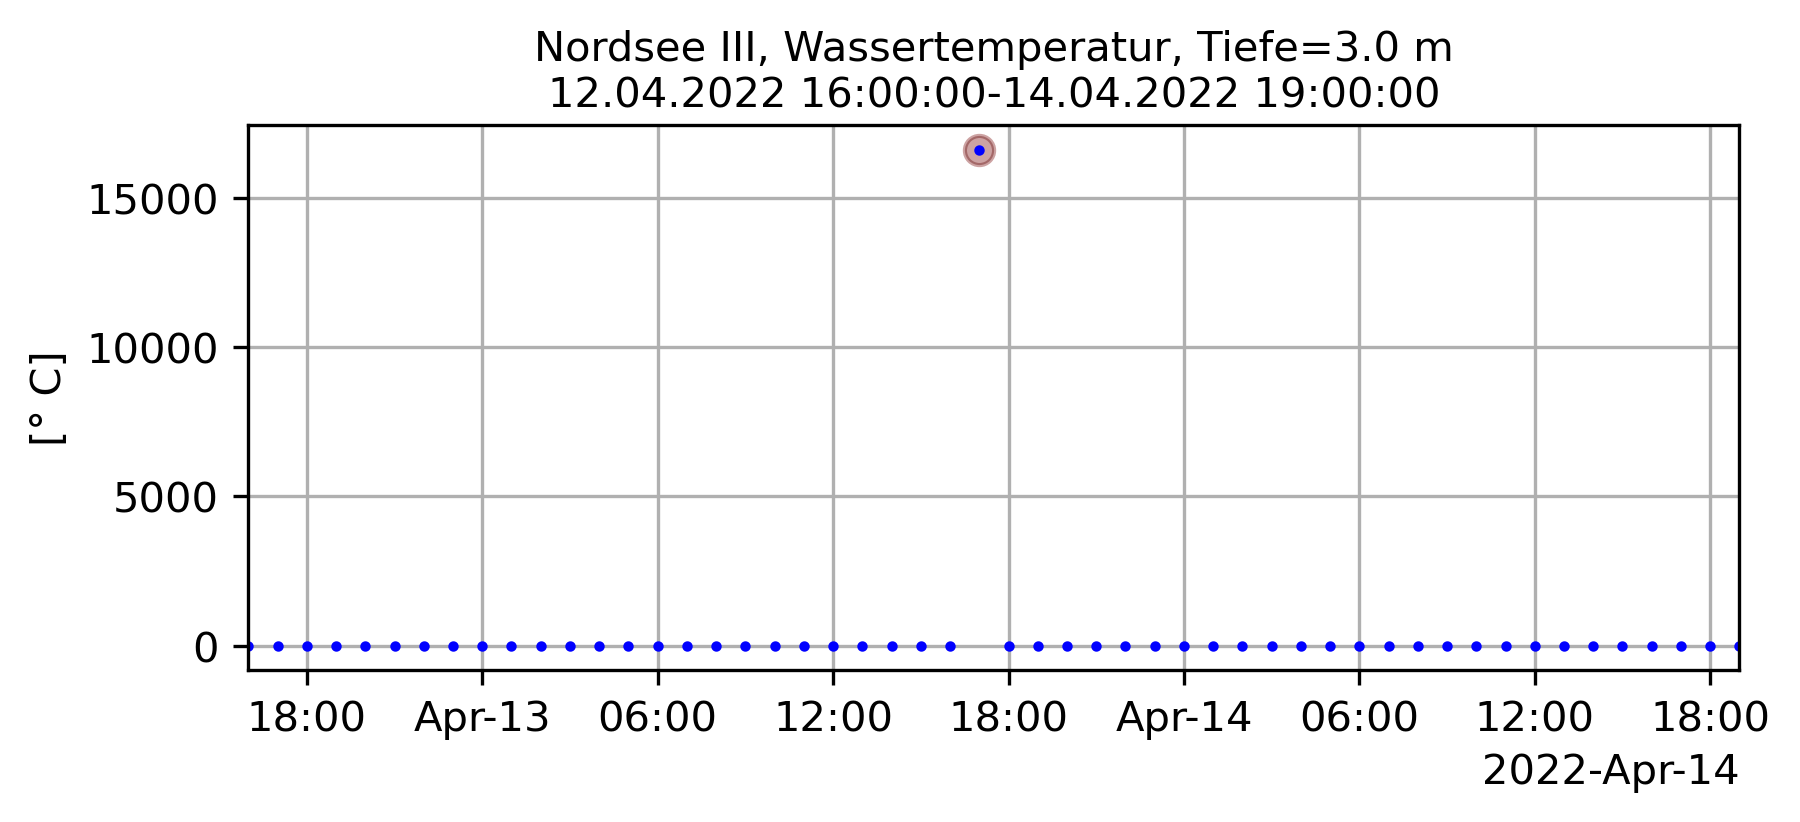 Nordsee III, Wassertemperatur, Tiefe=3.0 m
12.04.2022 16:00:00-14.04.2022 19:00:00
[° C]
15000
10000
5000
0
18:00 Apr-13 06:00 12:00 18:00 Apr-14 06:00 12:00 18:00
2022-Apr-14